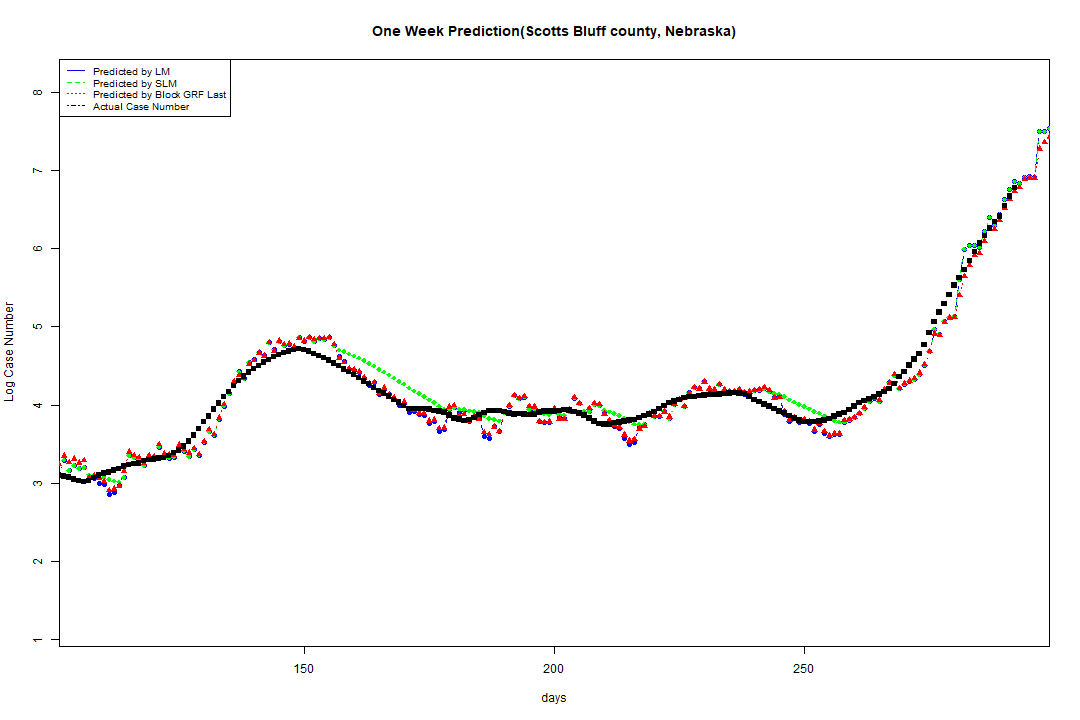 One Week Prediction(Scotts Bluff county, Nebraska)
Predicted by LM
Predicted by SLM
Predicted by Block GRF Last
Actual Case Number
8
7
6
5
4
3
2
1
Log Case Number
150 200 250
days